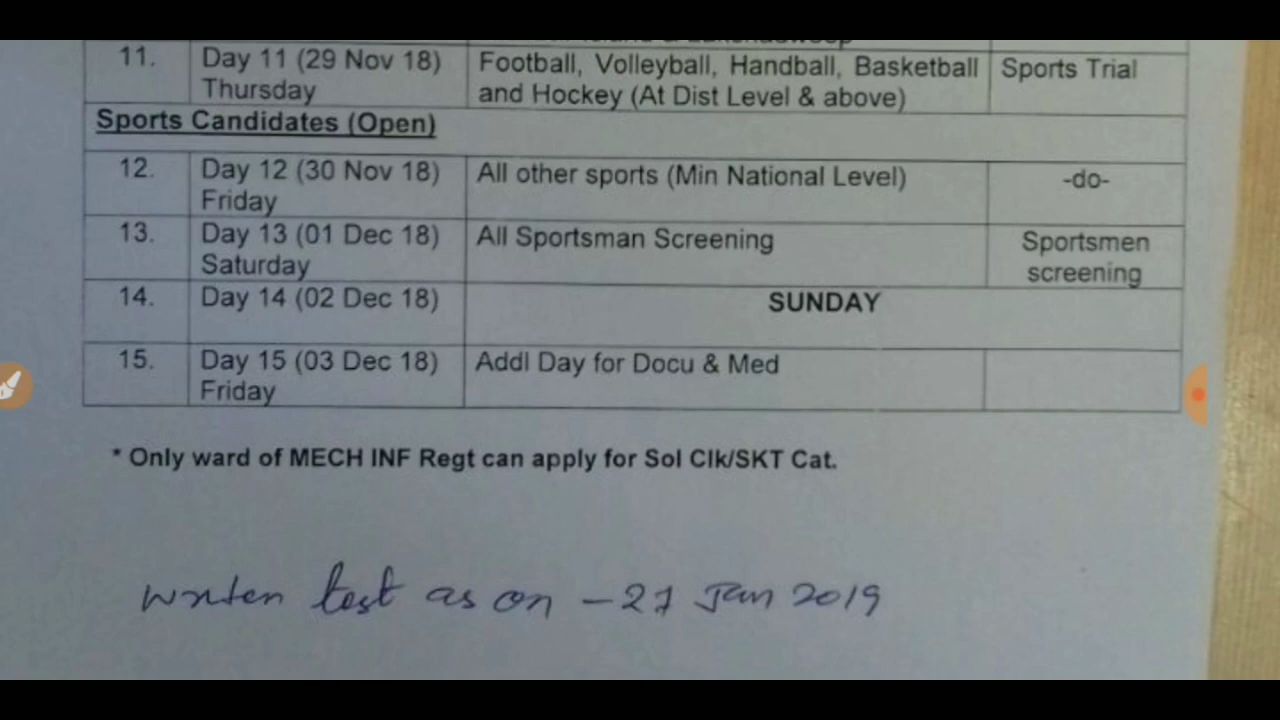 11. Day 11 (29 Nov 18) Football, Volleyball, Handball, Basketball Sports Trial
Thursday and Hockey (At Dist Level & above)
Sports Candidates (Open)
12. Day 12 (30 Nov 18) All other sports (Min National Level) -do-
Friday
13. Day 13 (01 Dec 18) All Sportsman Screening Sportsmen
Saturday screening
14. Day 14 (02 Dec 18) SUNDAY
15. Day 15 (03 Dec 18) Addl Day for Docu & Med
Friday
* Only ward of MECH INF Regt can apply for Sol Clk/SKT Cat.
test as on - Jan 2019